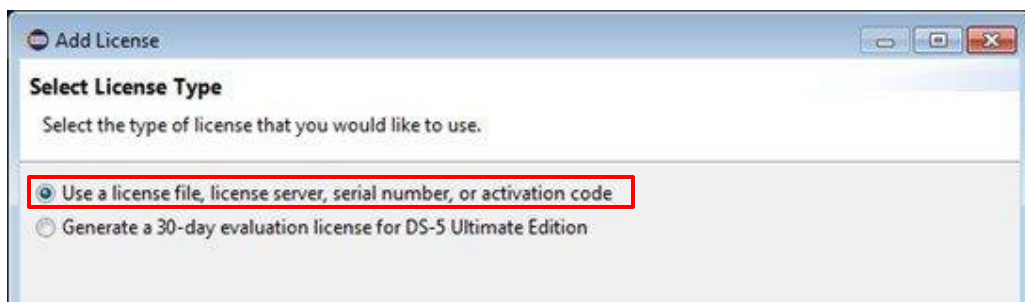 Add License
Select License Type
Select the type of license that you would like to use.
Use a license file, license server, serial number, or activation code
Generate a 30-day evaluation license for DS-5 Ultimate Edition